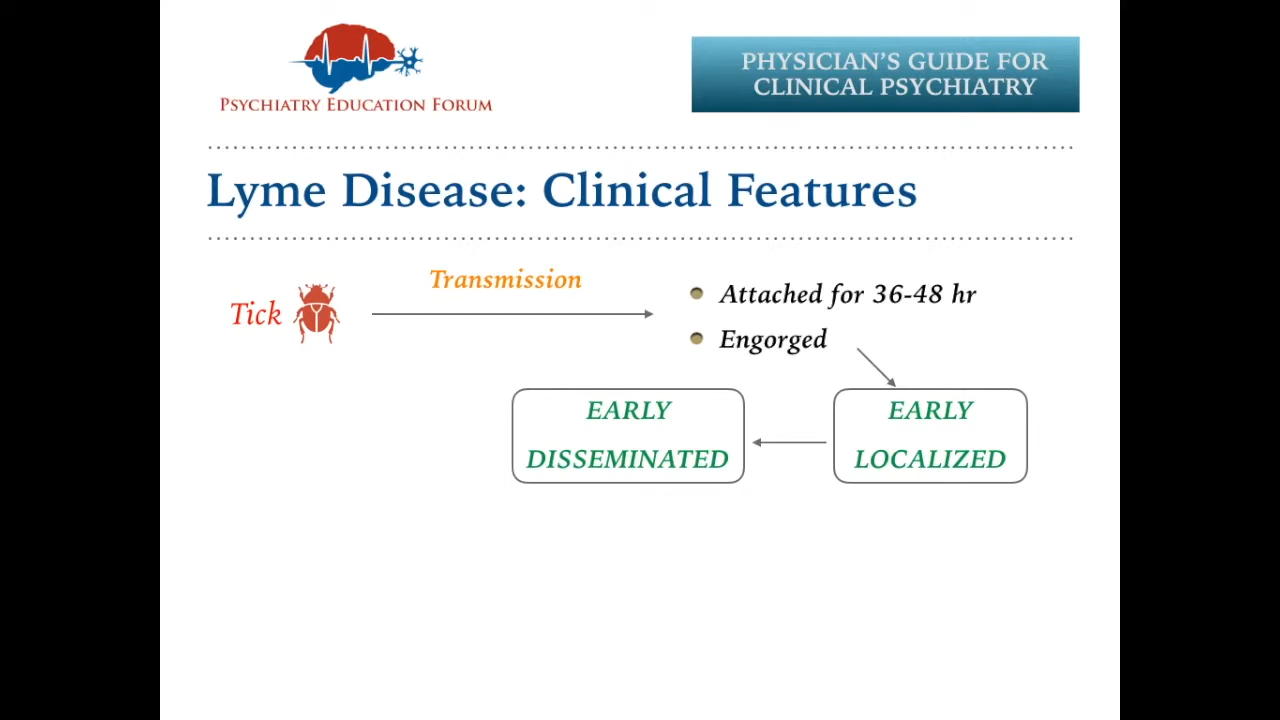 PSYCHIATRY EDUCATION FORUM
PHYSICIAN'S GUIDE FOR
CLINICAL PSYCHIATRY
Lyme Disease: Clinical Features
Tick
Transmission
Attached for 36-48 hr
Engorged
EARLY
LOCALIZED
EARLY
DISSEMINATED